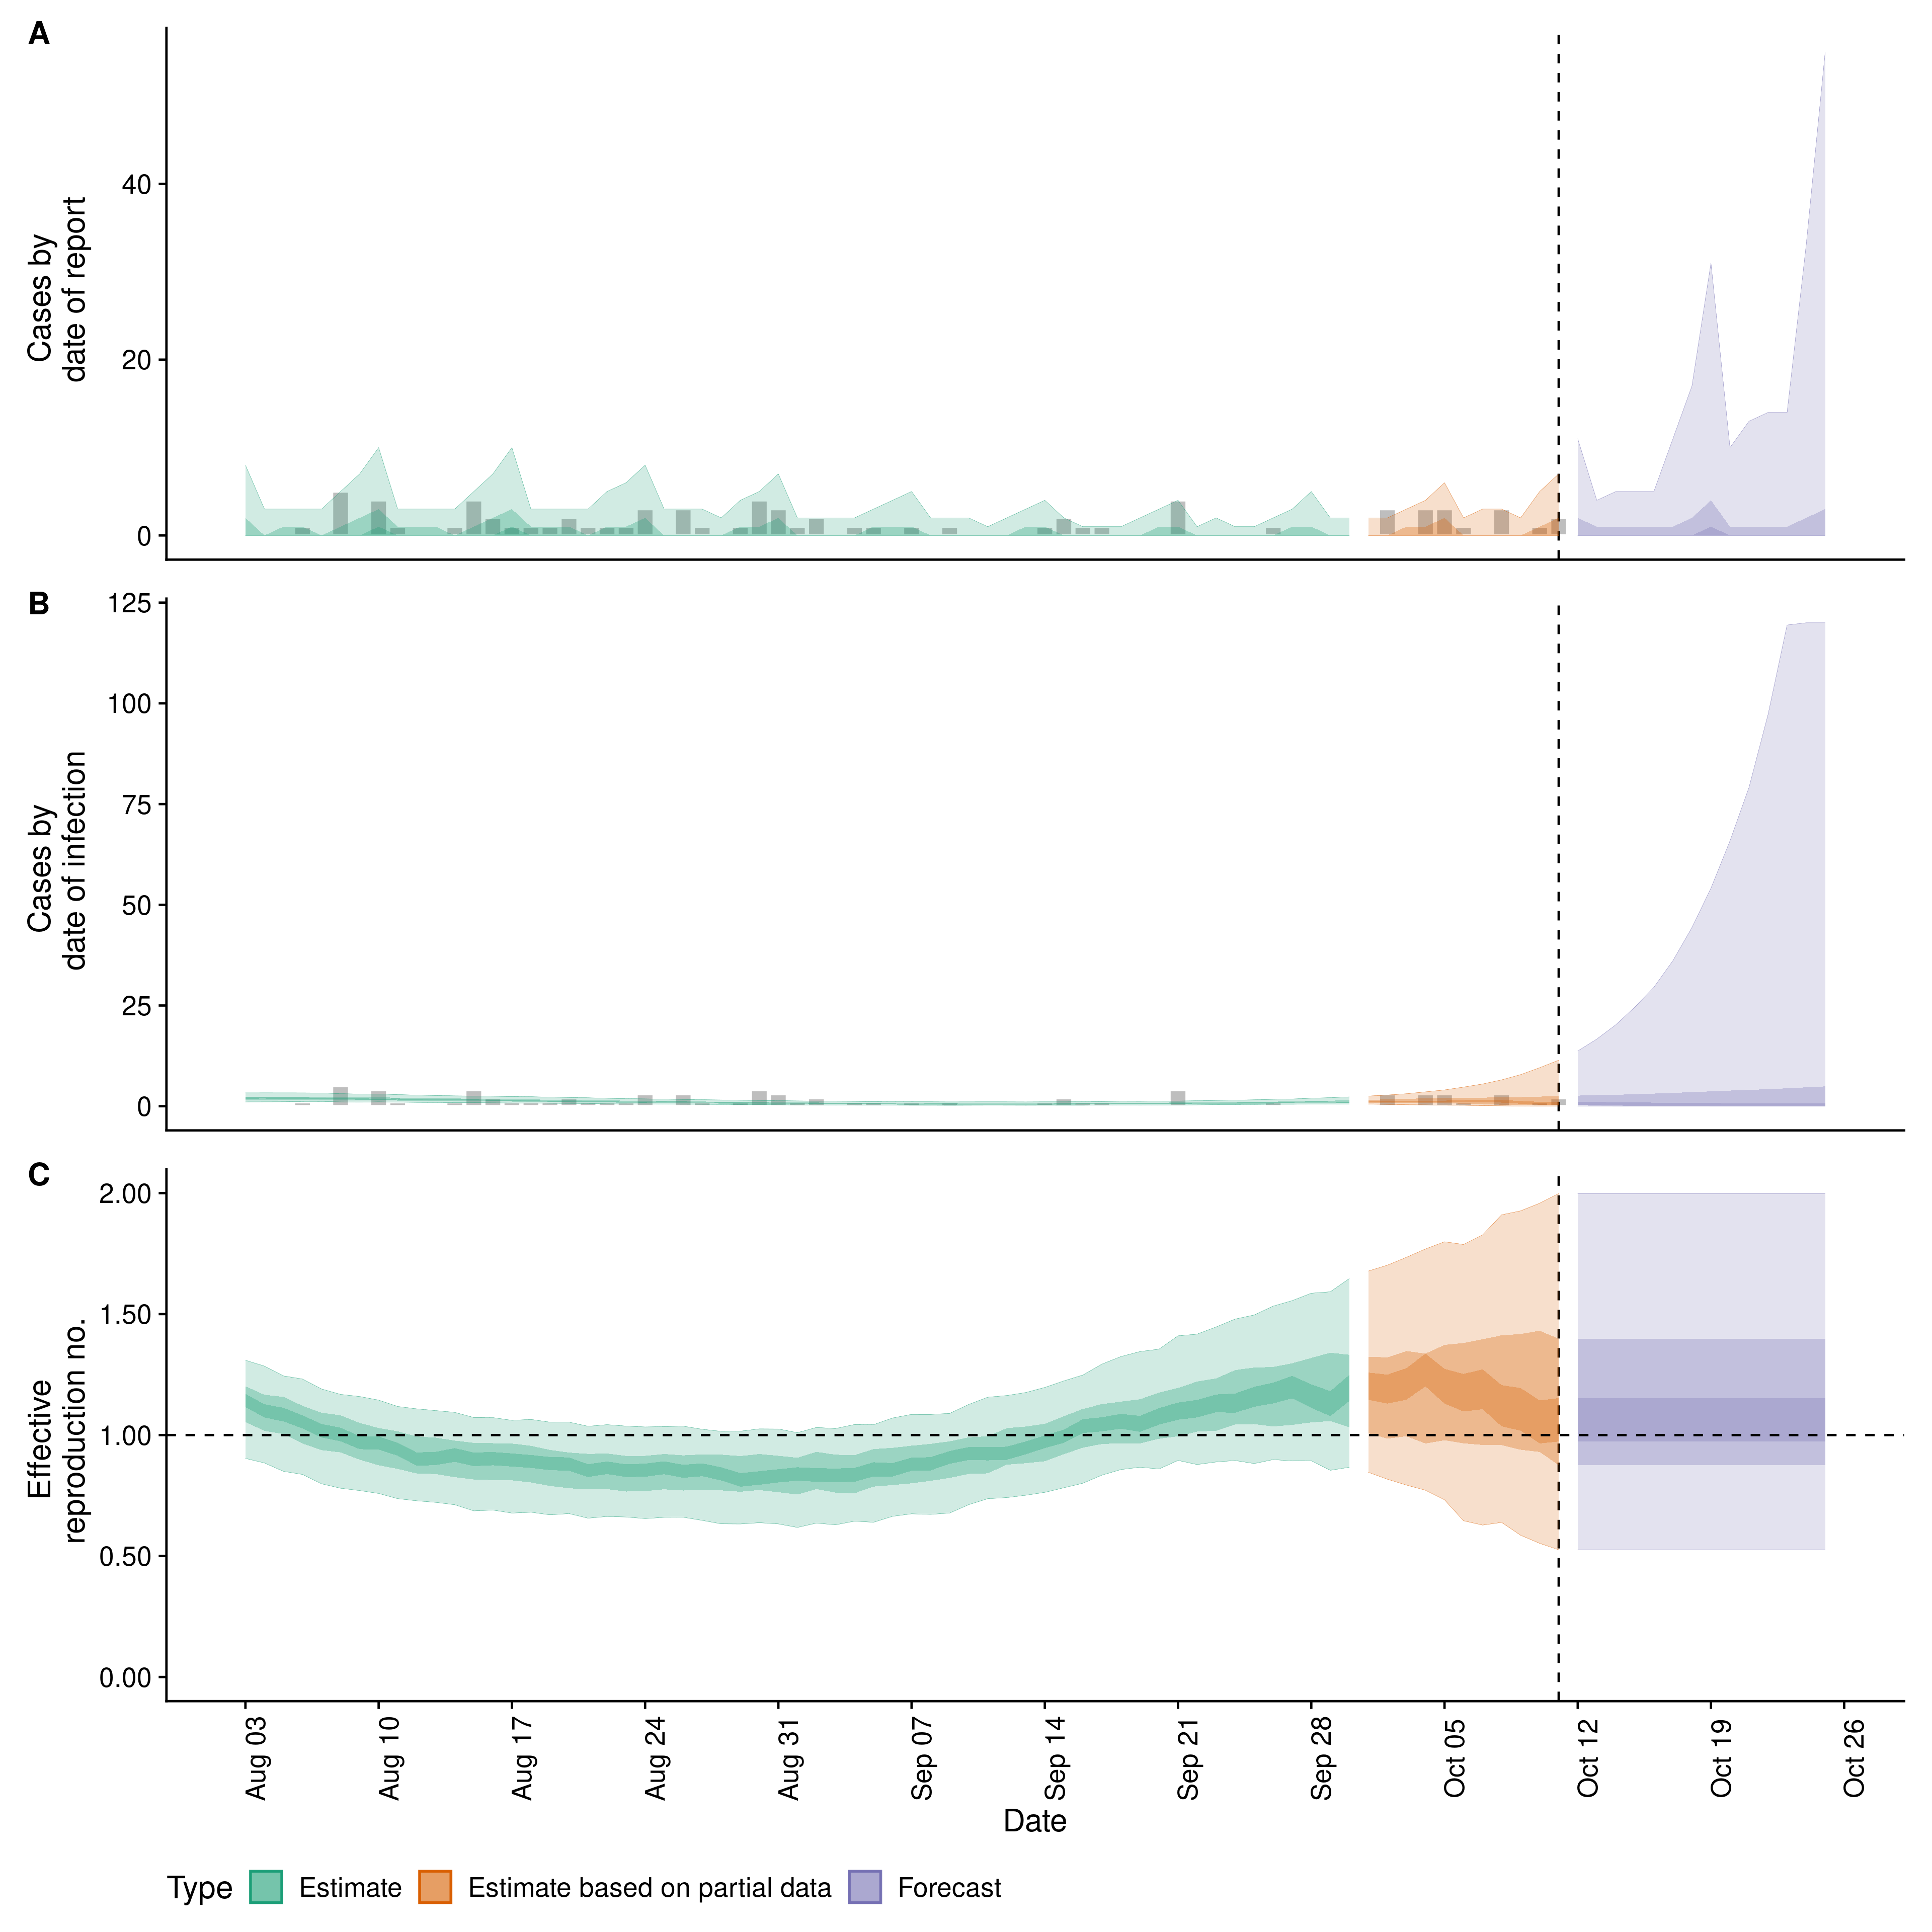 A
Cases by
date of report
40
20
0
B
Cases by
date of infection
125
100
75
50
25
0
C
Effective
reproduction no.
2.00
1.50
1.00
0.50
0.00
Aug 03
Aug 10
Aug 17
Aug 24
Aug 31
Sep 07
Sep 14
Sep 21
Sep 28
Oct 05
Oct 12
Oct 19
Oct 26
Date
Type Estimate Estimate based on partial data Forecast